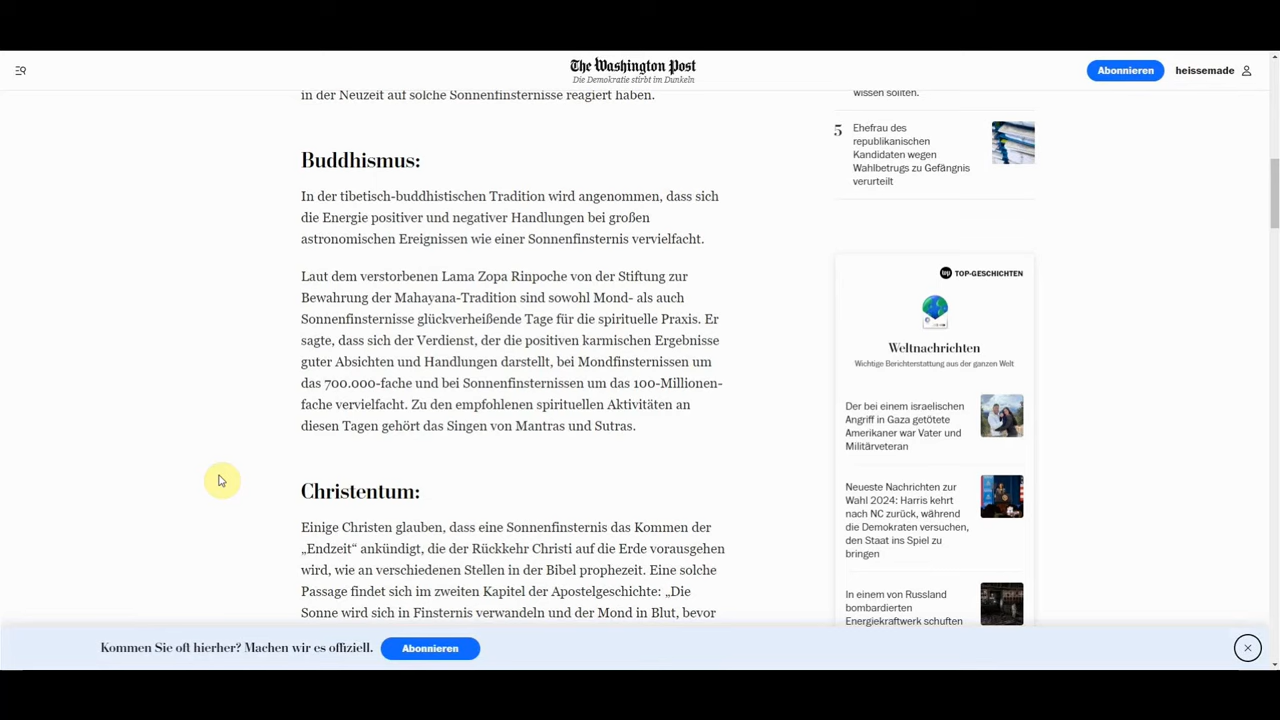 The Washington Post
Die Demokratie stirbt im Dunkeln
Abonnieren
heissemade
in der Neuzeit auf solche Sonnenfinsternisse reagiert haben.
Buddhismus:
In der tibetisch-buddhistischen Tradition wird angenommen, dass sich
die Energie positiver und negativer Handlungen bei großen
astronomischen Ereignissen wie einer Sonnenfinsternis vervielfacht.
Laut dem verstorbenen Lama Zopa Rinpoche von der Stiftung zur
Bewahrung der Mahayana-Tradition sind sowohl Mond- als auch
Sonnenfinsternisse glückverheißende Tage für die spirituelle Praxis. Er
sagte, dass sich der Verdienst, der die positiven karmischen Ergebnisse
guter Absichten und Handlungen darstellt, bei Mondfinsternissen um
das 700.000-fache und bei Sonnenfinsternissen um das 100-Millionen-
fache vervielfacht. Zu den empfohlenen spirituellen Aktivitäten an
diesen Tagen gehört das Singen von Mantras und Sutras.
Christentum:
Einige Christen glauben, dass eine Sonnenfinsternis das Kommen der
„Endzeit“ ankündigt, die der Rückkehr Christi auf die Erde vorausgehen
wird, wie an verschiedenen Stellen in der Bibel prophezeit. Eine solche
Passage findet sich im zweiten Kapitel der Apostelgeschichte: „Die
Sonne wird sich in Finsternis verwandeln und der Mond in Blut, bevor
wissen sollten.
5
Ehefrau des
republikanischen
Kandidaten wegen
Wahlbetrugs zu Gefängnis
verurteilt
wp TOP-GESCHICHTEN
Weltnachrichten
Wichtige Berichterstattung aus der ganzen Welt
Der bei einem israelischen
Angriff in Gaza getötete
Amerikaner war Vater und
Militärveteran
Neueste Nachrichten zur
Wahl 2024: Harris kehrt
nach NC zurück, während
die Demokraten versuchen,
den Staat ins Spiel zu
bringen
In einem von Russland
bombardierten
Energiekraftwerk schuften
Kommen Sie oft hierher? Machen wir es offiziell.
Abonnieren